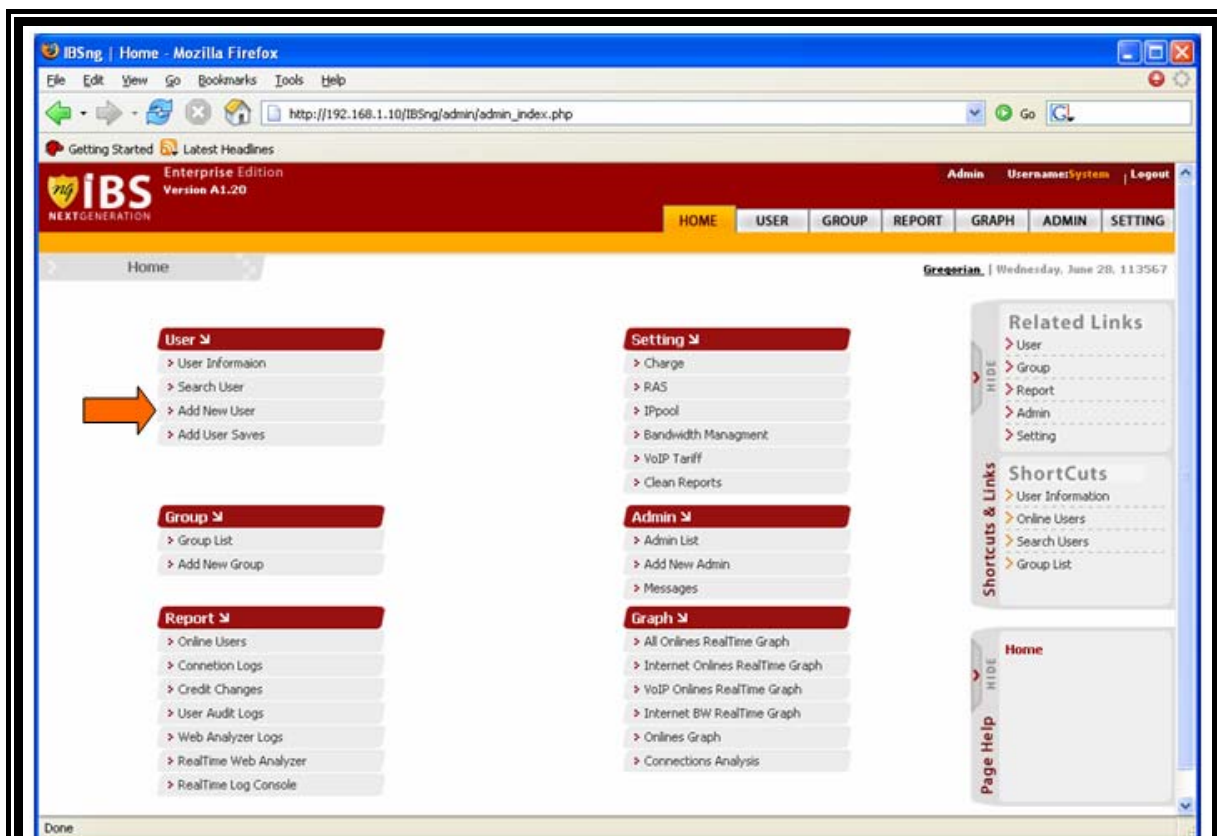 IBSng | Home - Mozilla Firefox
File Edit View Go Bookmarks Tools Help
http://192.168.1.10/IBSng/admin/admin_index.php
Go
Getting Started Latest Headlines
ng IBS
NEXTGENERATION
Enterprise Edition
Version A1.20
Admin Username:System | Logout
HOME USER GROUP REPORT GRAPH ADMIN SETTING
Home
Gregorian | Wednesday, June 28, 113567
User
User Informaion
Search User
Add New User
Add User Saves
Setting
Charge
RAS
IPpool
Bandwidth Managment
VoIP Tariff
Clean Reports
Group
Group List
Add New Group
Admin
Admin List
Add New Admin
Messages
Report
Online Users
Connetion Logs
Credit Changes
User Audit Logs
Web Analyzer Logs
RealTime Web Analyzer
RealTime Log Console
Graph
All Onlines RealTime Graph
Internet Onlines RealTime Graph
VoIP Onlines RealTime Graph
Internet BW RealTime Graph
Onlines Graph
Connections Analysis
HIDE
Shortcuts & Links
Related Links
User
Group
Report
Admin
Setting
ShortCuts
User Information
Online Users
Search Users
Group List
HIDE
Page Help
Home
Done